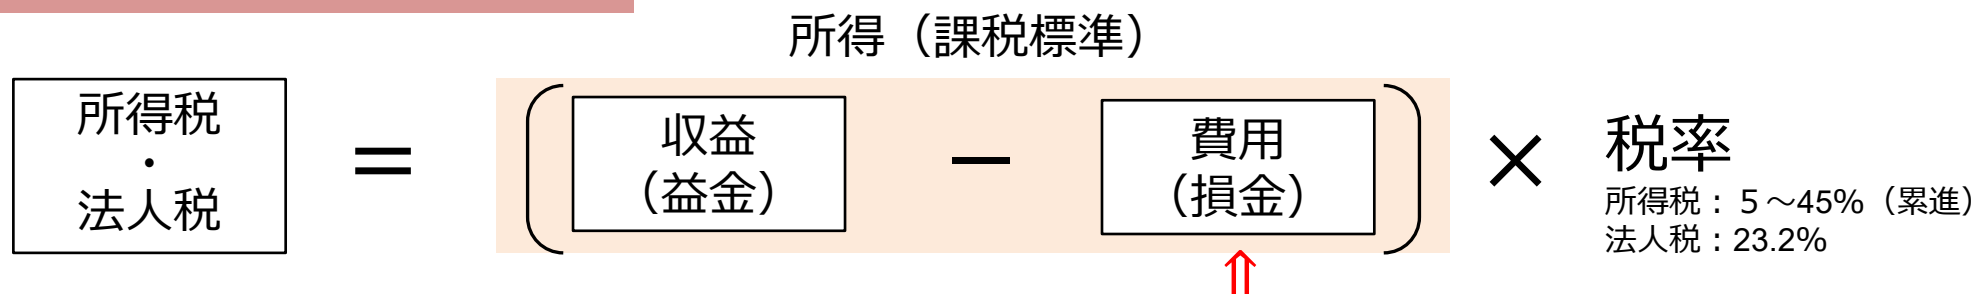 所得（課税標準）
所得税
・
法人税
＝
収益
（益金）
－
費用
（損金）
×
税率
所得税：５～45%（累進）
法人税：23.2%
⇑